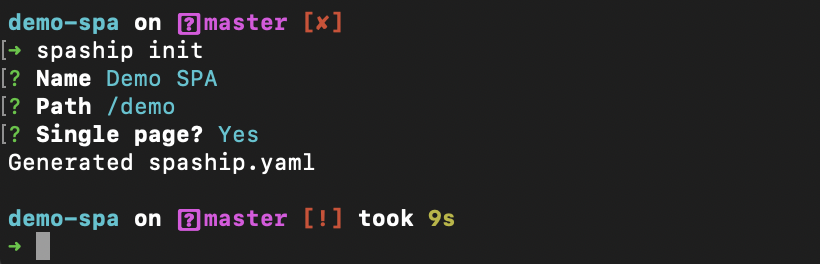 demo-spa on ?master [✘]
[➜ spaship init
[? Name Demo SPA
[? Path /demo
[? Single page? Yes
Generated spaship.yaml
demo-spa on ?master [!] took 9s
➜